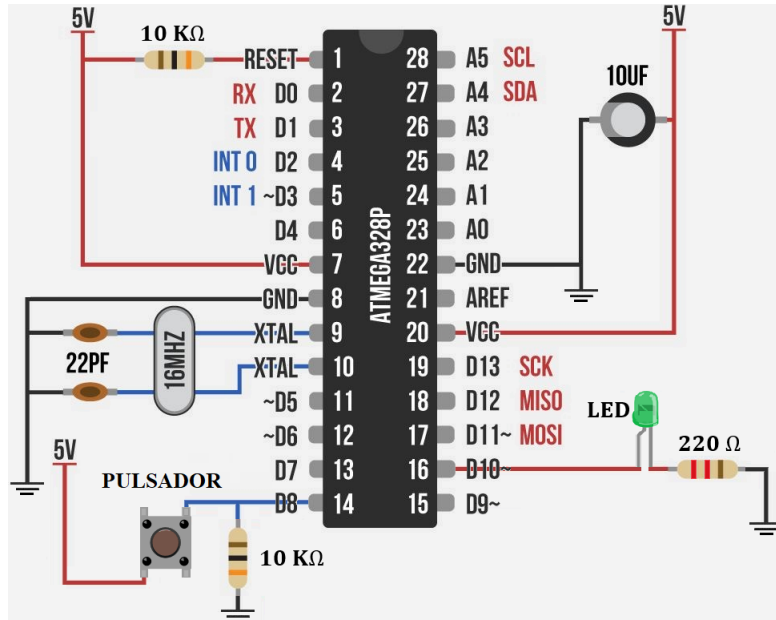 5V
10 KΩ
RESET 1
RX D0 2
TX D1 3
INT 0 D2 4
INT 1 ~D3 5
D4 6
VCC 7
GND 8
XTAL 9
XTAL 10
~D5 11
~D6 12
D7 13
D8 14
ATMEGA328P
28 A5 SCL
27 A4 SDA
26 A3
25 A2
24 A1
23 A0
22 GND
21 AREF
20 VCC
19 D13 SCK
18 D12 MISO
17 D11~ MOSI
16 D10~
15 D9~
5V
10UF
22PF
16MHZ
5V
PULSADOR
10 KΩ
LED
220 Ω